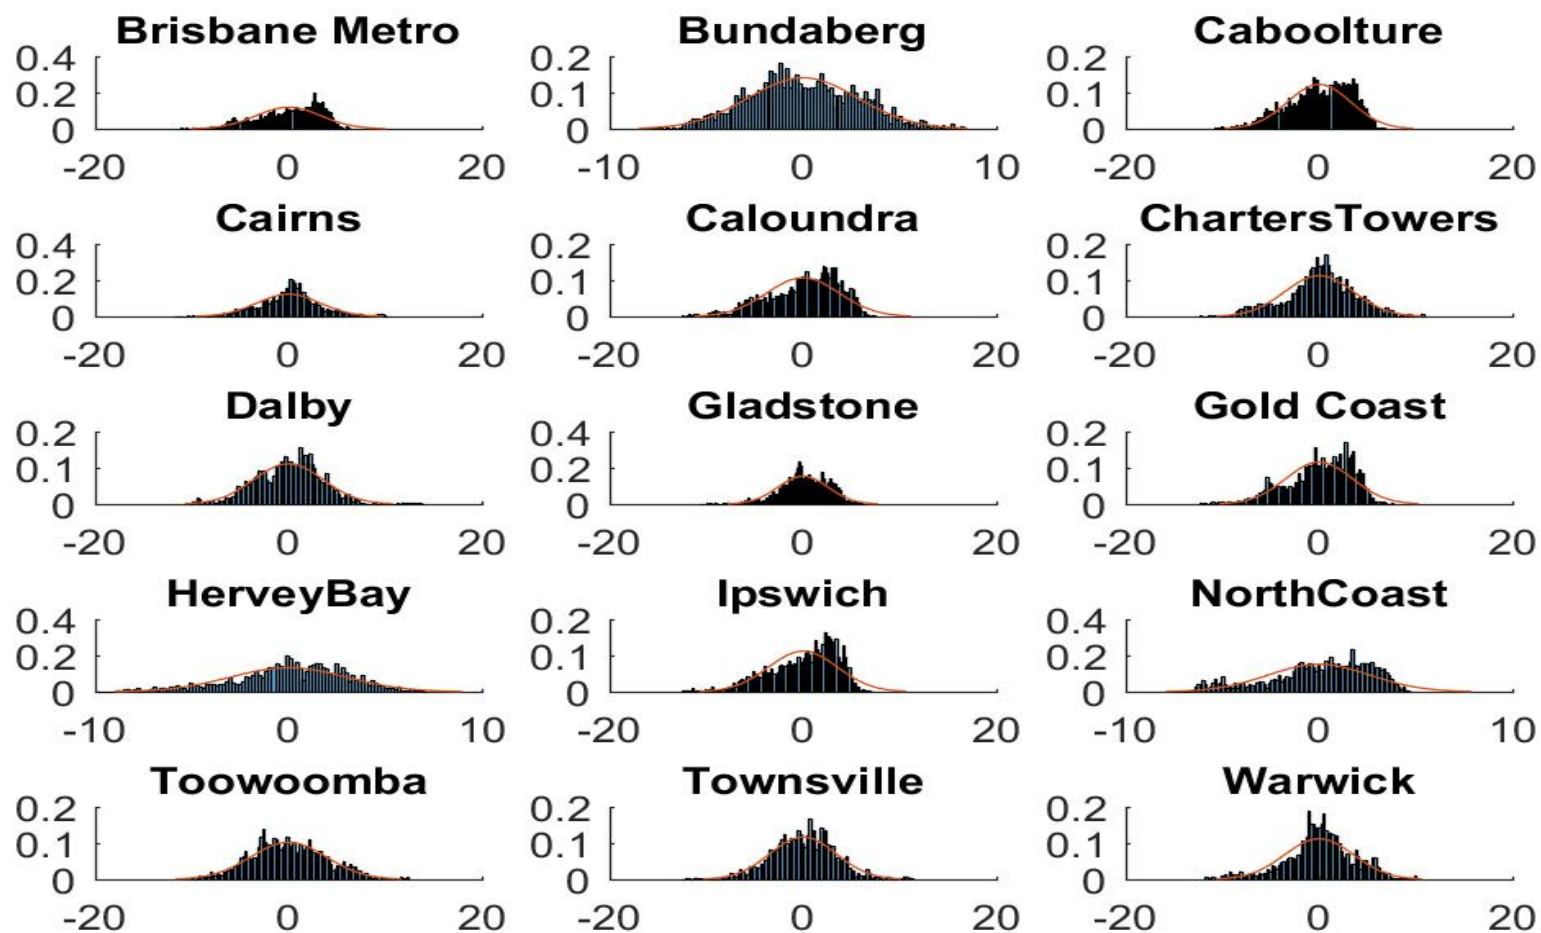 Brisbane Metro Bundaberg Caboolture
0.4 0.2 0.2
0.2 0.1 0.1
0 0 0
-20 0 20 -10 0 10 -20 0 20
Cairns Caloundra ChartersTowers
0.4 0.2 0.2
0.2 0.1 0.1
0 0 0
-20 0 20 -20 0 20 -20 0 20
Dalby Gladstone Gold Coast
0.2 0.4 0.2
0.1 0.2 0.1
0 0 0
-20 0 20 -20 0 20 -20 0 20
HerveyBay Ipswich NorthCoast
0.4 0.2 0.4
0.2 0.1 0.2
0 0 0
-10 0 10 -20 0 20 -10 0 10
Toowoomba Townsville Warwick
0.2 0.2 0.2
0.1 0.1 0.1
0 0 0
-20 0 20 -20 0 20 -20 0 20